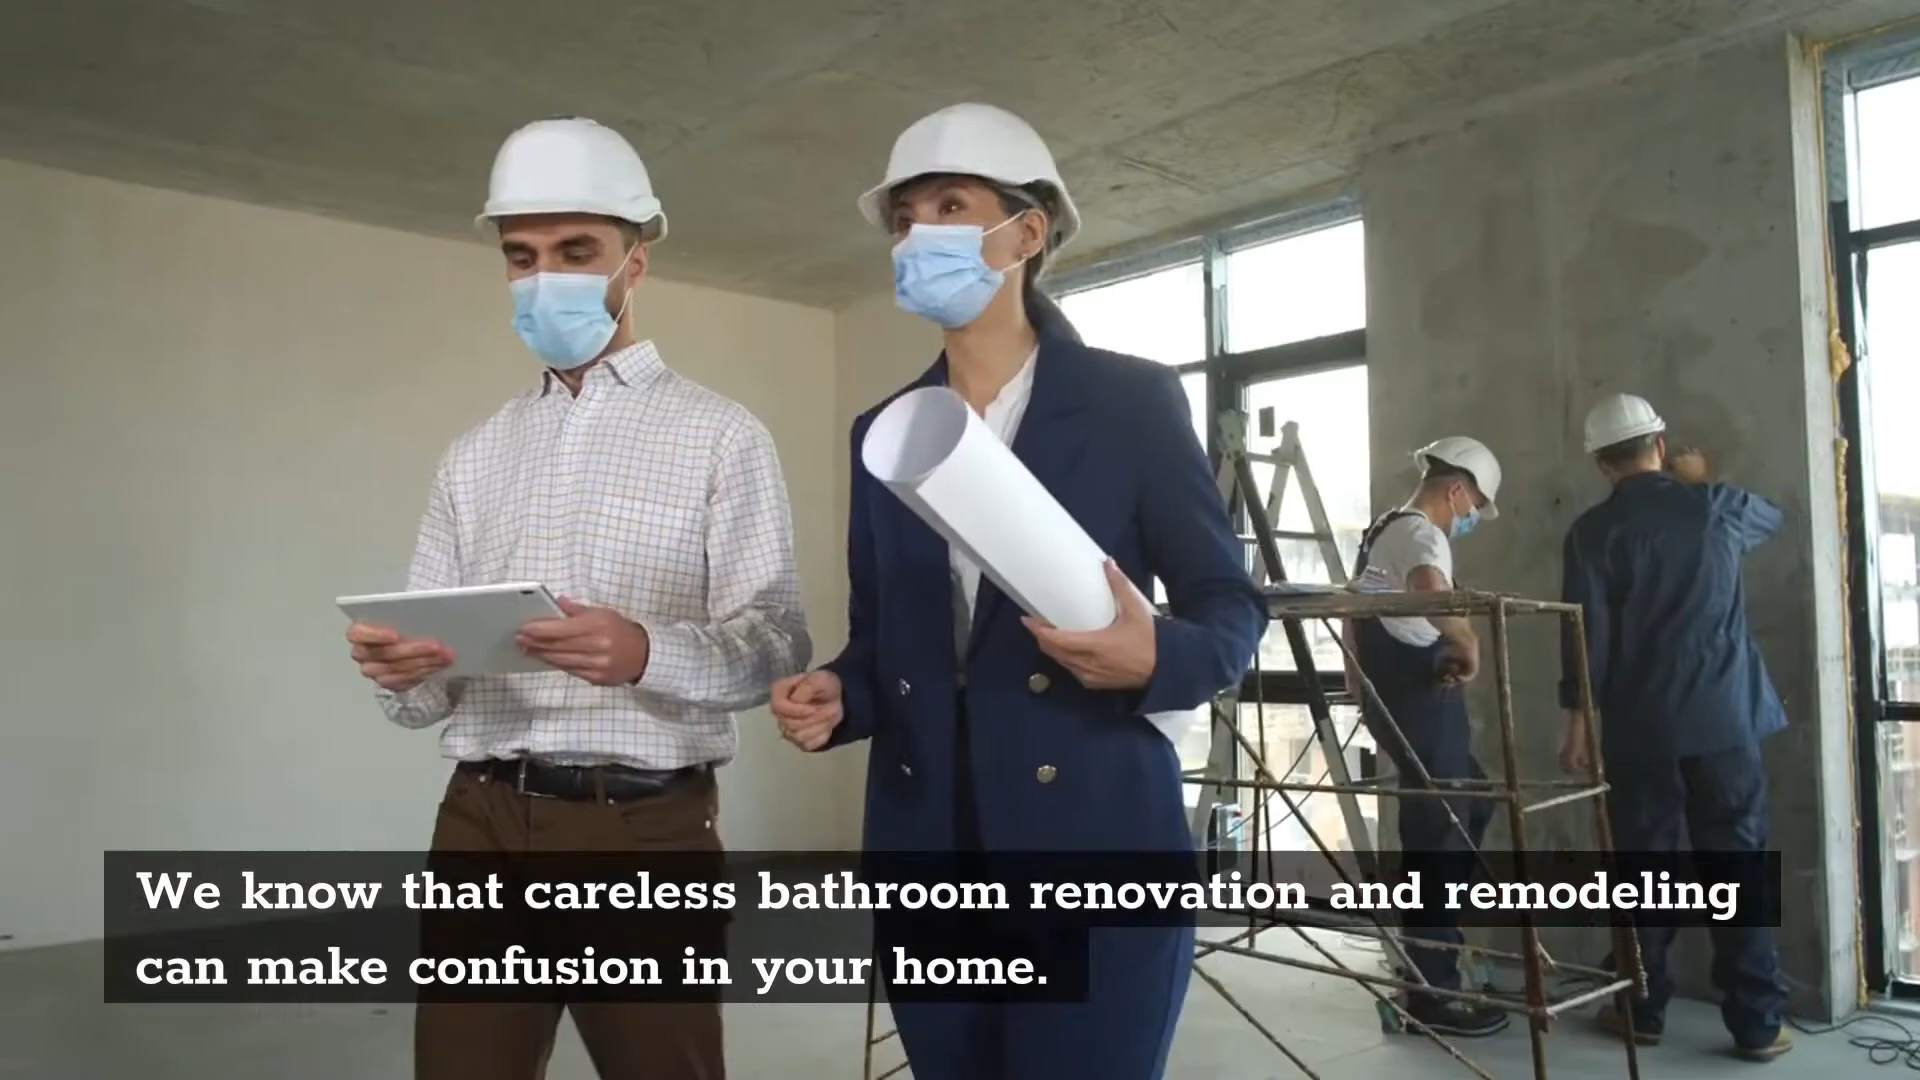 We know that careless bathroom renovation and remodeling
can make confusion in your home.